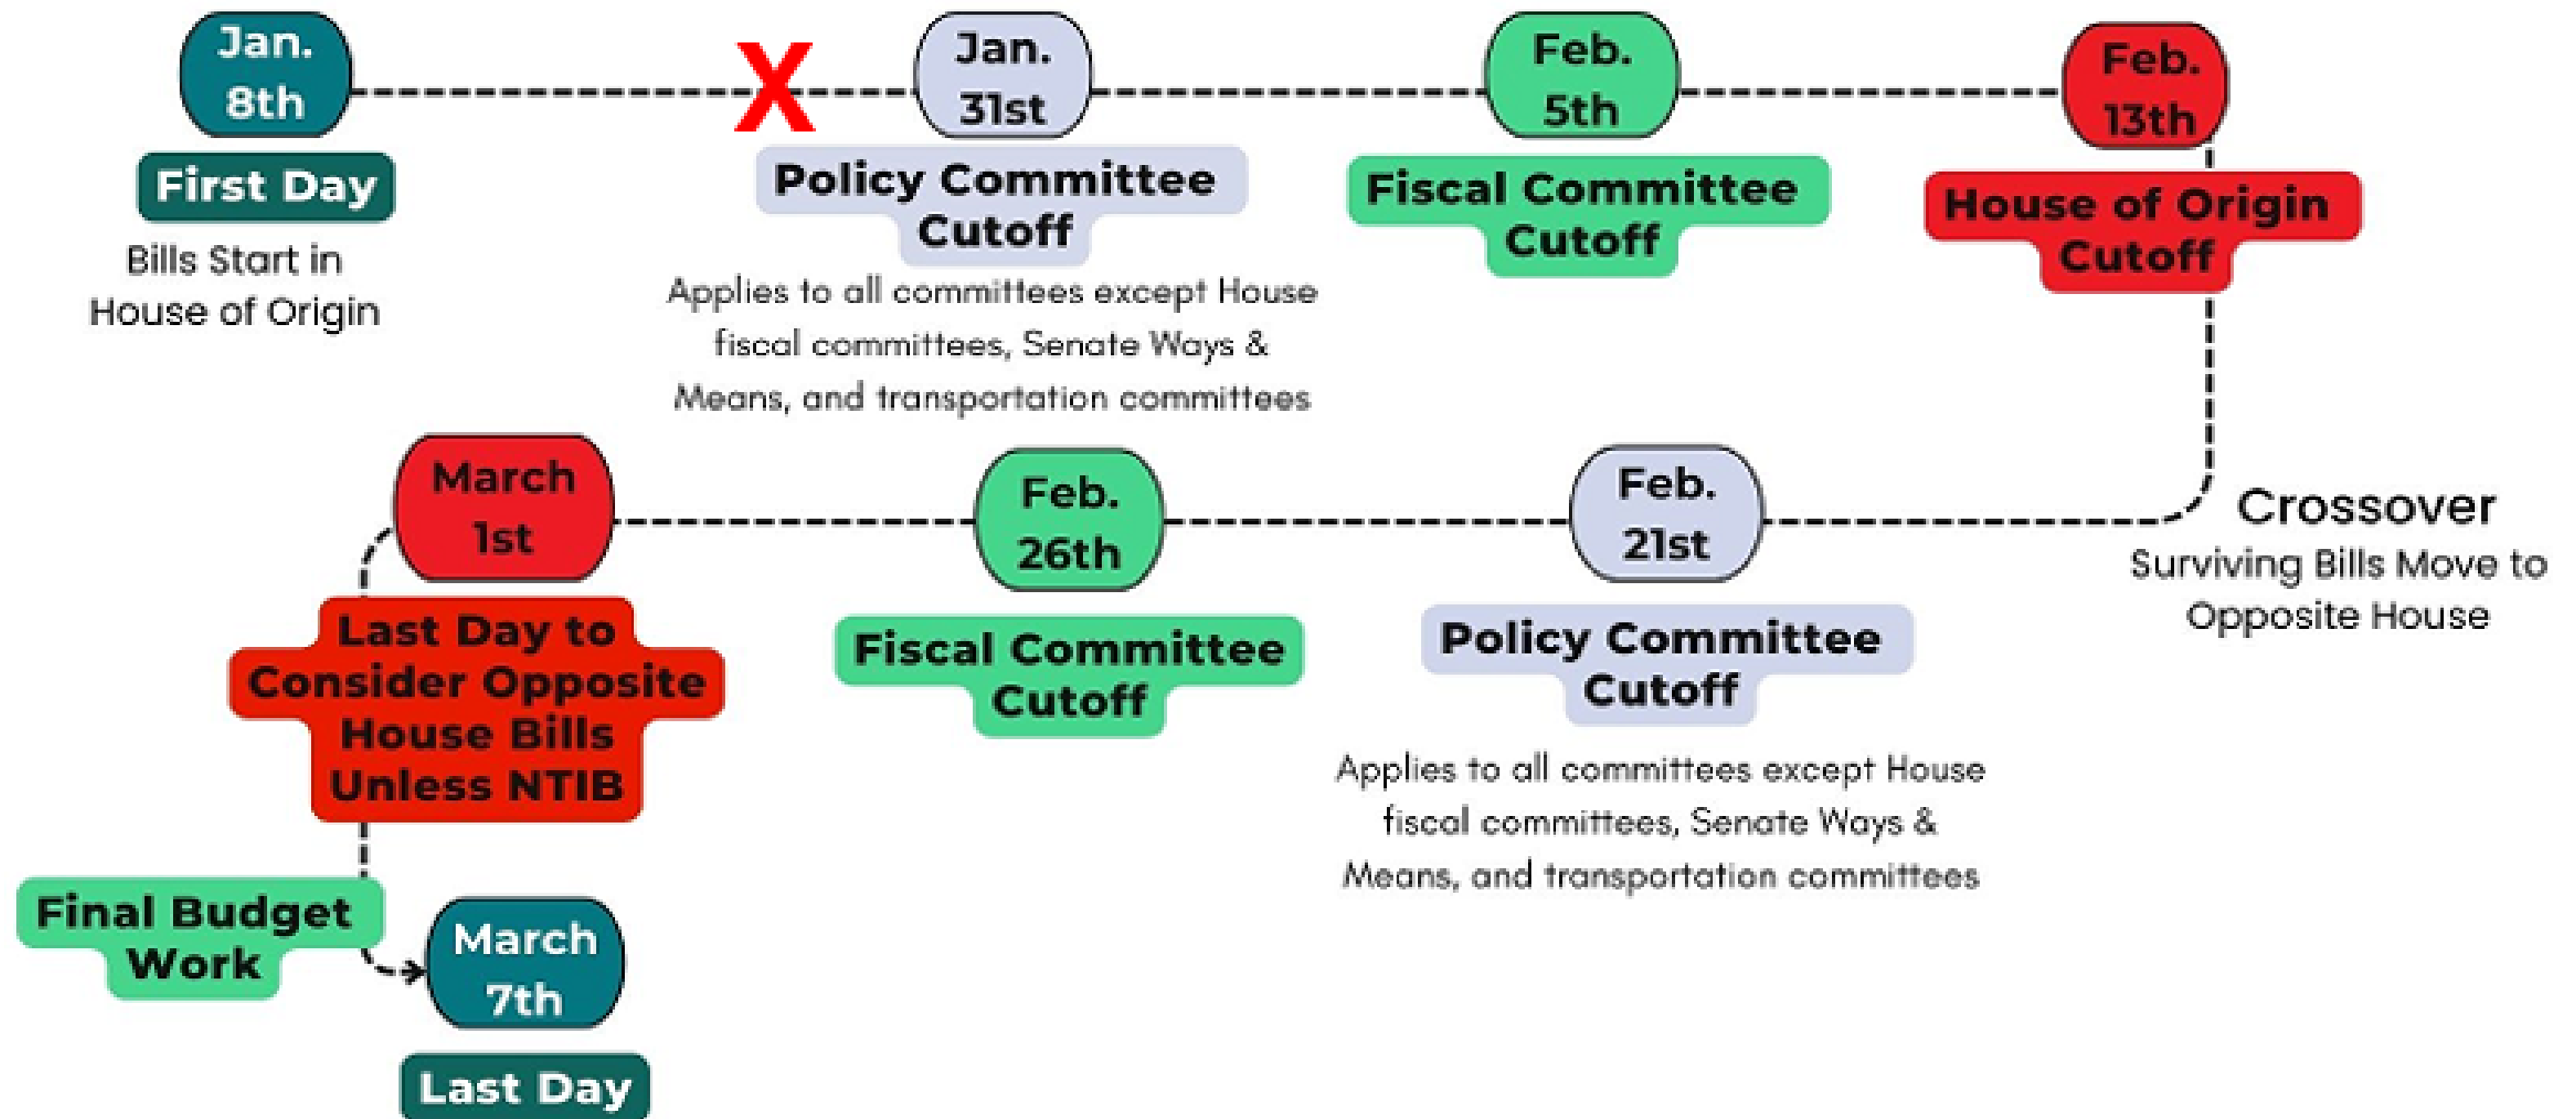 Jan.
8th
First Day
Bills Start in
House of Origin
X
Jan.
31st
Policy Committee
Cutoff
Applies to all committees except House
fiscal committees, Senate Ways &
Means, and transportation committees
Feb.
5th
Fiscal Committee
Cutoff
Feb.
13th
House of Origin
Cutoff
Crossover
Surviving Bills Move to
Opposite House
Feb.
21st
Policy Committee
Cutoff
Applies to all committees except House
fiscal committees, Senate Ways &
Means, and transportation committees
Feb.
26th
Fiscal Committee
Cutoff
March
1st
Last Day to
Consider Opposite
House Bills
Unless NTIB
Final Budget
Work
March
7th
Last Day